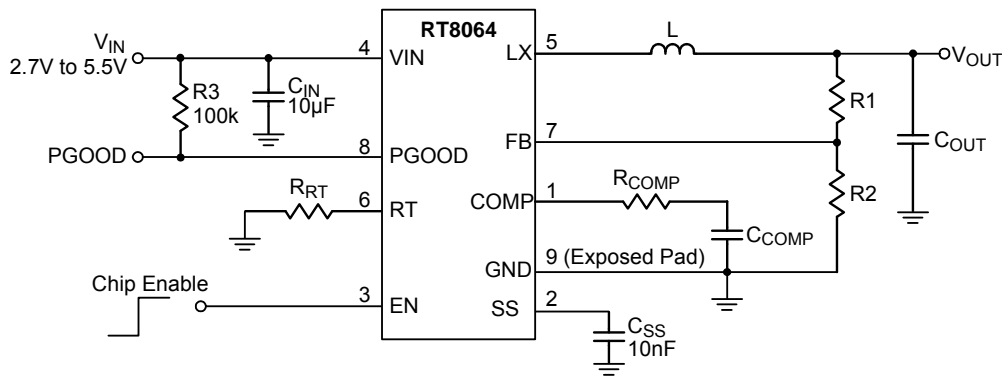 RT8064
VIN
2.7V to 5.5V
4
VIN
R3
100k
CIN
10µF
PGOOD
8
PGOOD
RRT
6
RT
Chip Enable
3
EN
LX
5
L
VOUT
R1
FB
7
COUT
RCOMP
R2
COMP
1
CCOMP
GND
9 (Exposed Pad)
SS
2
CSS
10nF